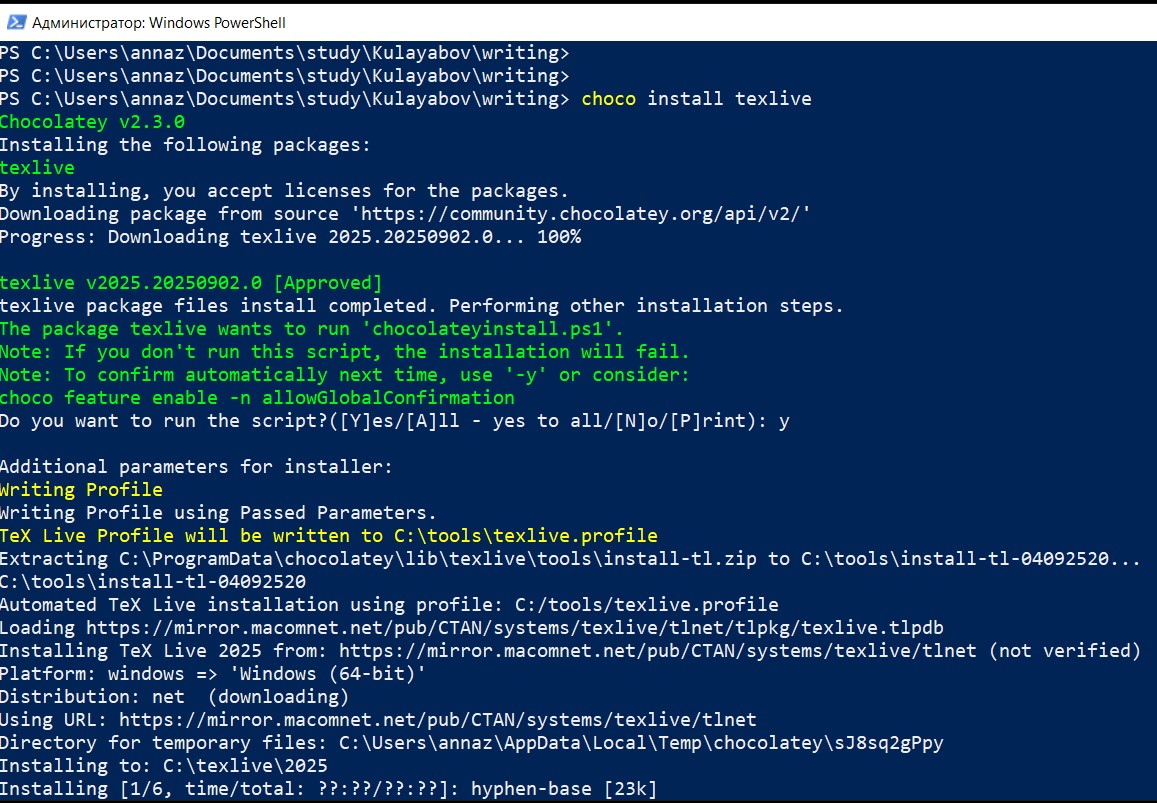 Администратор: Windows PowerShell
PS C:\Users\annaz\Documents\study\Kulayabov\writing>
PS C:\Users\annaz\Documents\study\Kulayabov\writing>
PS C:\Users\annaz\Documents\study\Kulayabov\writing> choco install texlive
Chocolatey v2.3.0
Installing the following packages:
texlive
By installing, you accept licenses for the packages.
Downloading package from source 'https://community.chocolatey.org/api/v2/'
Progress: Downloading texlive 2025.20250902.0... 100%
texlive v2025.20250902.0 [Approved]
texlive package files install completed. Performing other installation steps.
The package texlive wants to run 'chocolateyinstall.ps1'.
Note: If you don't run this script, the installation will fail.
Note: To confirm automatically next time, use '-y' or consider:
choco feature enable -n allowGlobalConfirmation
Do you want to run the script?([Y]es/[A]ll - yes to all/[N]o/[P]rint): y
Additional parameters for installer:
Writing Profile
Writing Profile using Passed Parameters.
TeX Live Profile will be written to C:\tools\texlive.profile
Extracting C:\ProgramData\chocolatey\lib\texlive\tools\install-tl.zip to C:\tools\install-tl-04092520...
C:\tools\install-tl-04092520
Automated TeX Live installation using profile: C:/tools/texlive.profile
Loading https://mirror.macomnet.net/pub/CTAN/systems/texlive/tlnet/tlpkg/texlive.tlpdb
Installing TeX Live 2025 from: https://mirror.macomnet.net/pub/CTAN/systems/texlive/tlnet (not verified)
Platform: windows => 'Windows (64-bit)'
Distribution: net  (downloading)
Using URL: https://mirror.macomnet.net/pub/CTAN/systems/texlive/tlnet
Directory for temporary files: C:\Users\annaz\AppData\Local\Temp\chocolatey\sJ8sq2gPpy
Installing to: C:\texlive\2025
Installing [1/6, time/total: ??:??/??:??]: hyphen-base [23k]